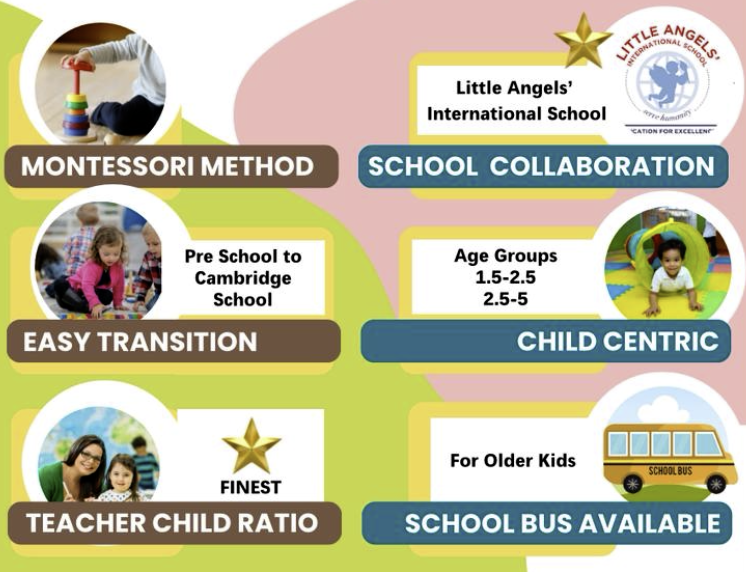 MONTESSORI METHOD
Little Angels'
International School
LITTLE ANGELS'
INTERNATIONAL SCHOOL
serve humanity
'CATION FOR EXCELLEN
SCHOOL COLLABORATION
Pre School to
Cambridge
School
EASY TRANSITION
Age Groups
1.5-2.5
2.5-5
CHILD CENTRIC
FINEST
TEACHER CHILD RATIO
For Older Kids
SCHOOL BUS
SCHOOL BUS AVAILABLE